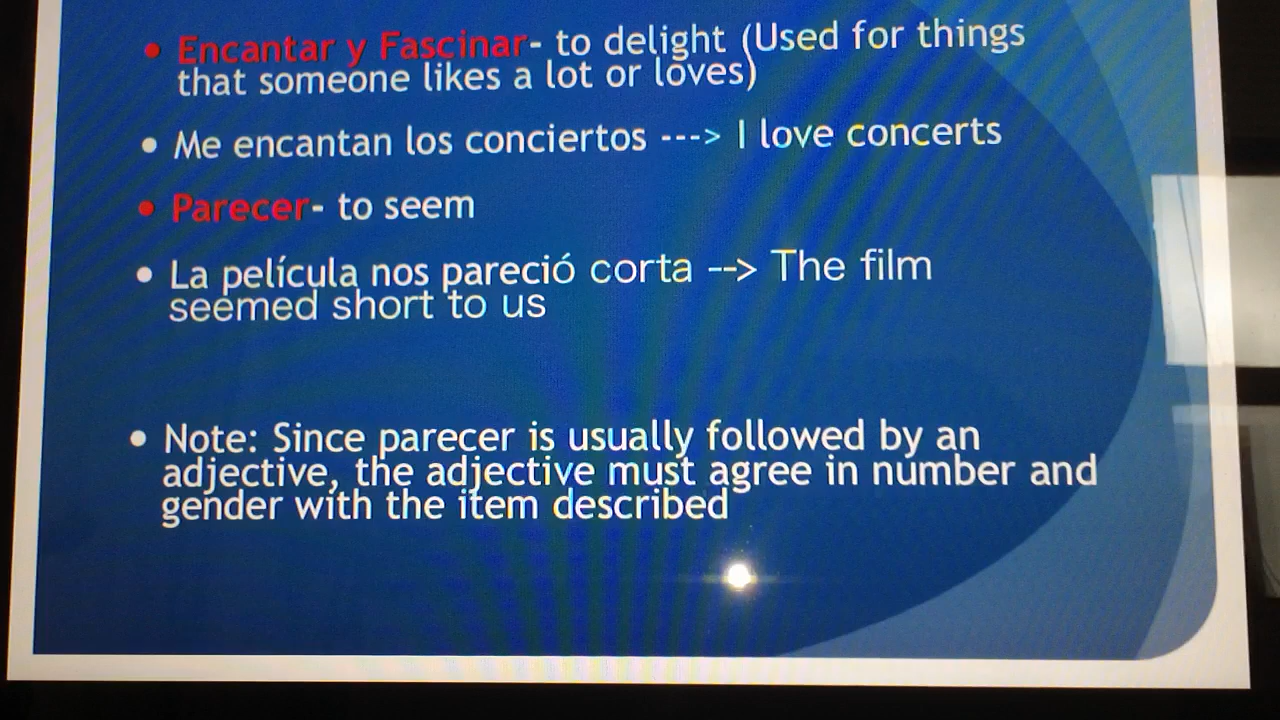 • Encantar y Fascinar- to delight (Used for things
that someone likes a lot or loves)
• Me encantan los conciertos ---> I love concerts
• Parecer- to seem
• La película nos pareció corta --> The film
seemed short to us
• Note: Since parecer is usually followed by an
adjective, the adjective must agree in number and
gender with the item described